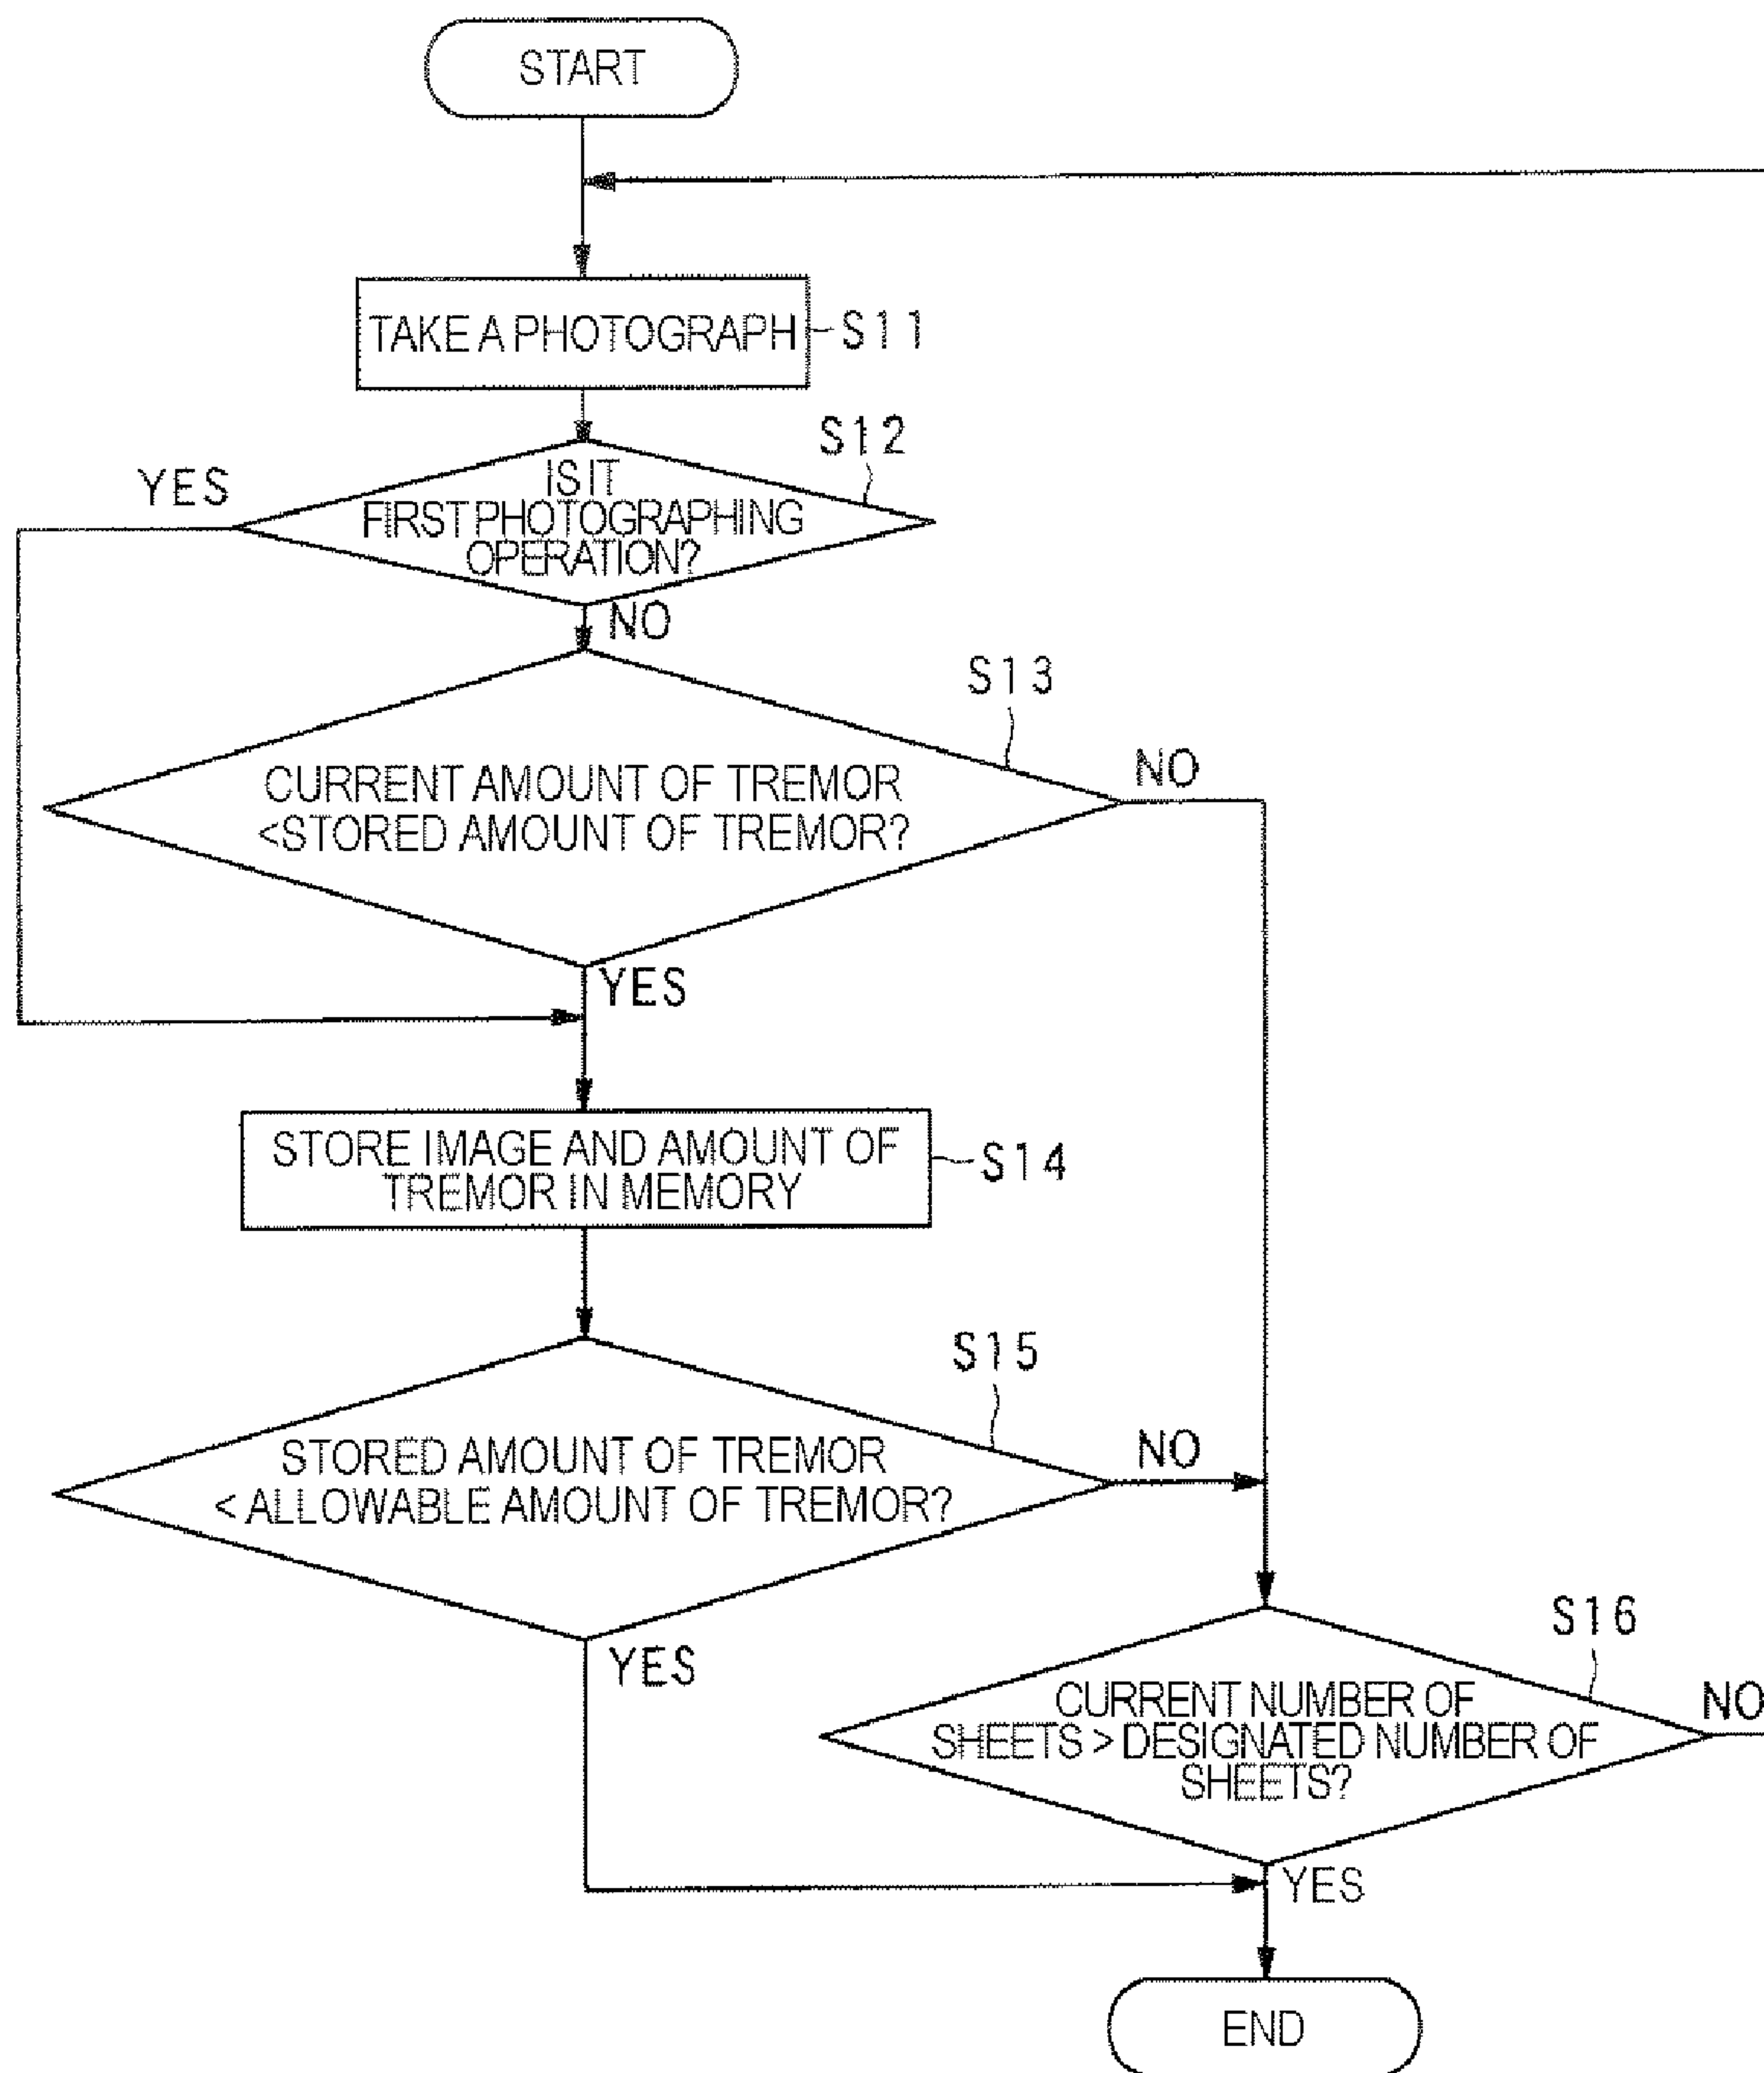 START
TAKE A PHOTOGRAPH
S11
S12
YES
IS IT
FIRST PHOTOGRAPHING
OPERATION?
NO
S13
CURRENT AMOUNT OF TREMOR
<STORED AMOUNT OF TREMOR?
NO
YES
STORE IMAGE AND AMOUNT OF
TREMOR IN MEMORY
S14
S15
STORED AMOUNT OF TREMOR
< ALLOWABLE AMOUNT OF TREMOR?
NO
YES
S16
CURRENT NUMBER OF
SHEETS > DESIGNATED NUMBER OF
SHEETS?
NO
YES
END